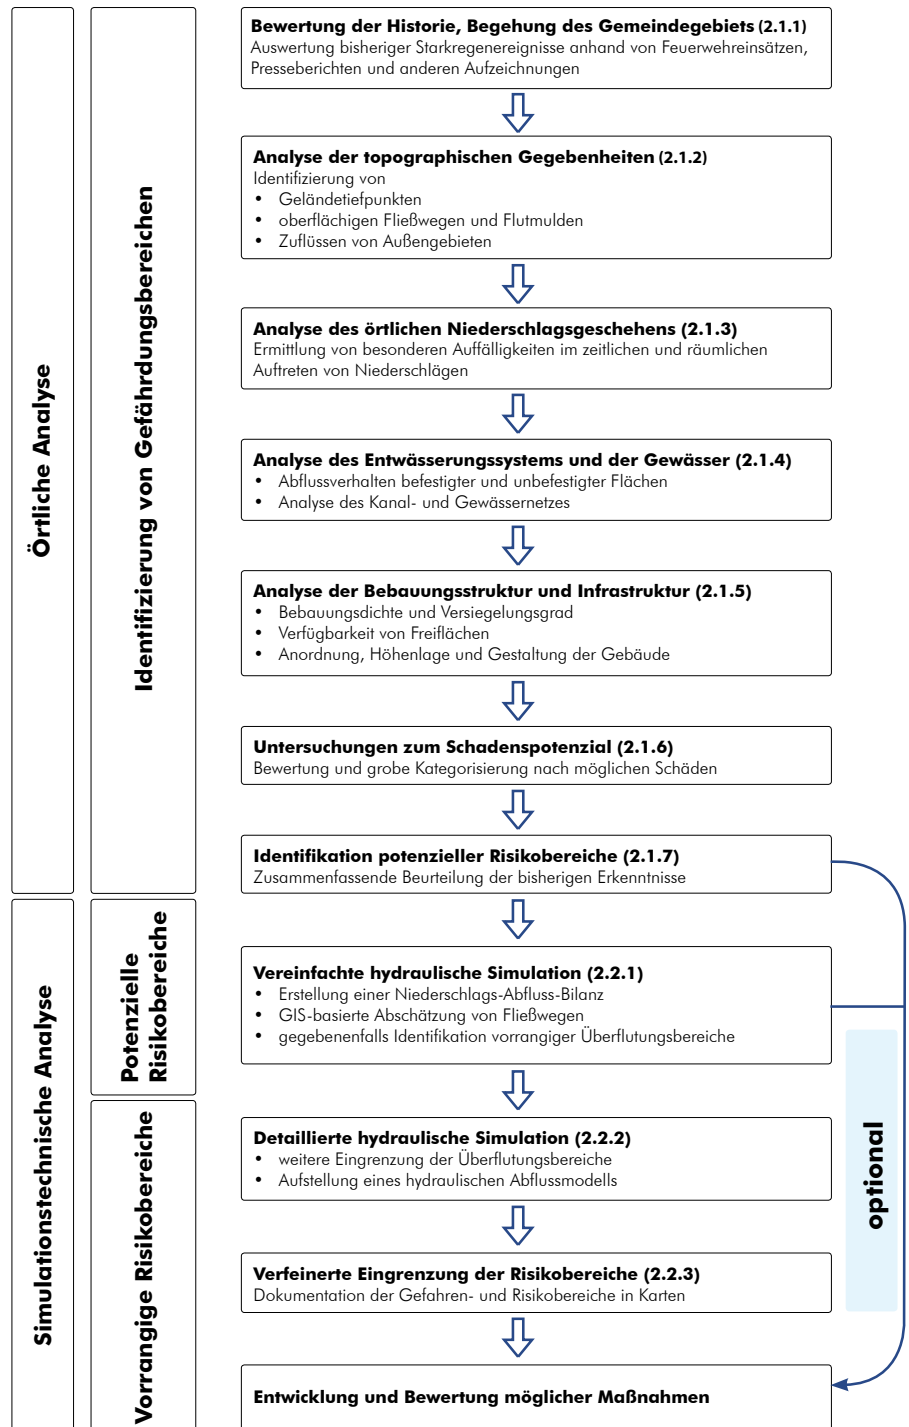 Örtliche Analyse
Identifizierung von Gefährdungsbereichen
Bewertung der Historie, Begehung des Gemeindegebiets (2.1.1)
Auswertung bisheriger Starkregenereignisse anhand von Feuerwehreinsätzen,
Presseberichten und anderen Aufzeichnungen
Analyse der topographischen Gegebenheiten (2.1.2)
Identifizierung von
• Geländetiefpunkten
• oberflächigen Fließwegen und Flutmulden
• Zuflüssen von Außengebieten
Analyse des örtlichen Niederschlagsgeschehens (2.1.3)
Ermittlung von besonderen Auffälligkeiten im zeitlichen und räumlichen
Auftreten von Niederschlägen
Analyse des Entwässerungssystems und der Gewässer (2.1.4)
• Abflussverhalten befestigter und unbefestigter Flächen
• Analyse des Kanal- und Gewässernetzes
Analyse der Bebauungsstruktur und Infrastruktur (2.1.5)
• Bebauungsdichte und Versiegelungsgrad
• Verfügbarkeit von Freiflächen
• Anordnung, Höhenlage und Gestaltung der Gebäude
Untersuchungen zum Schadenspotenzial (2.1.6)
Bewertung und grobe Kategorisierung nach möglichen Schäden
Identifikation potenzieller Risikobereiche (2.1.7)
Zusammenfassende Beurteilung der bisherigen Erkenntnisse
Simulationstechnische Analyse
Potenzielle
Risikobereiche
Vereinfachte hydraulische Simulation (2.2.1)
• Erstellung einer Niederschlags-Abfluss-Bilanz
• GIS-basierte Abschätzung von Fließwegen
• gegebenenfalls Identifikation vorrangiger Überflutungsbereiche
Vorrangige Risikobereiche
Detaillierte hydraulische Simulation (2.2.2)
• weitere Eingrenzung der Überflutungsbereiche
• Aufstellung eines hydraulischen Abflussmodells
Verfeinerte Eingrenzung der Risikobereiche (2.2.3)
Dokumentation der Gefahren- und Risikobereiche in Karten
optional
Entwicklung und Bewertung möglicher Maßnahmen